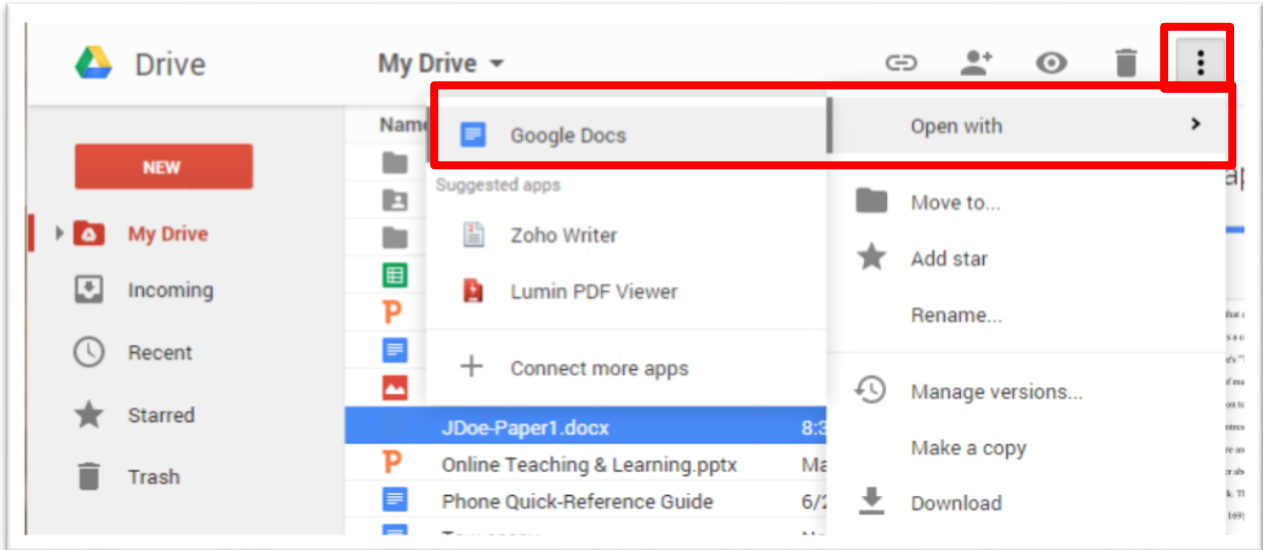 Drive
My Drive
NEW
My Drive
Incoming
Recent
Starred
Trash
Google Docs
Suggested apps
Zoho Writer
Lumin PDF Viewer
Connect more apps
JDoe-Paper1.docx
Online Teaching & Learning.pptx
Phone Quick-Reference Guide
Open with
Move to...
Add star
Rename...
Manage versions...
Make a copy
Download